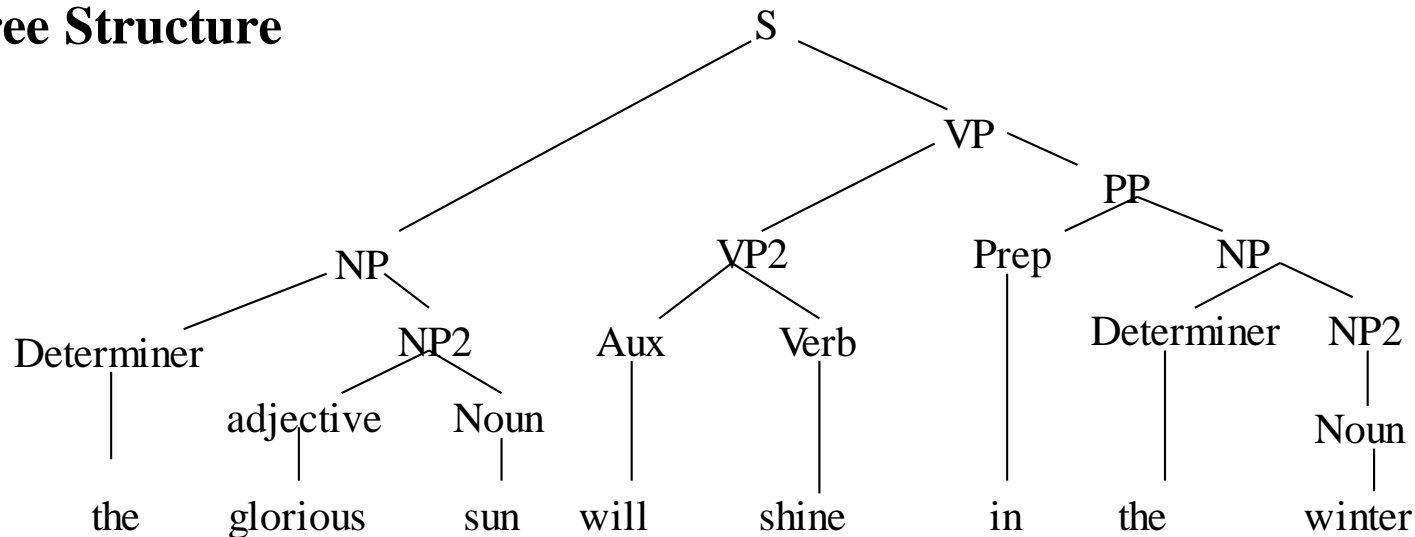 ree Structure
S
VP
PP
NP VP2 Prep NP
Determiner NP2 Aux Verb Determiner NP2
adjective Noun Noun
the glorious sun will shine in the winter